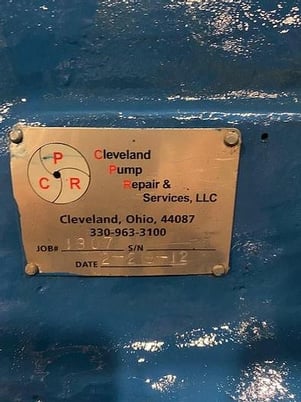 P
C R
Cleveland
Pump
Repair &
Services, LLC
Cleveland, Ohio, 44087
330-963-3100
JOB# 1307 S/N
DATE